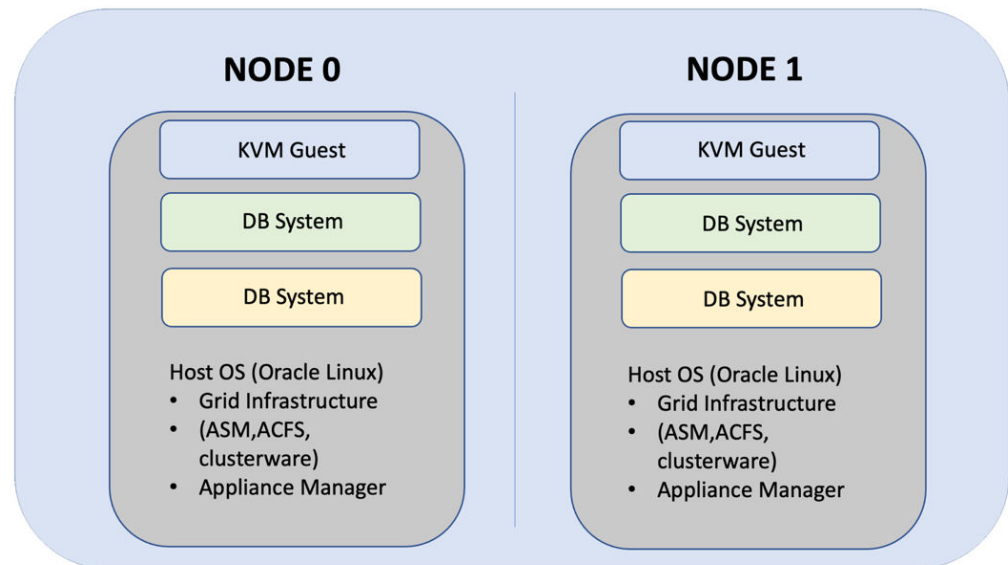 NODE 0
KVM Guest
DB System
DB System
Host OS (Oracle Linux)
• Grid Infrastructure
• (ASM,ACFS,
clusterware)
• Appliance Manager
NODE 1
KVM Guest
DB System
DB System
Host OS (Oracle Linux)
• Grid Infrastructure
• (ASM,ACFS,
clusterware)
• Appliance Manager